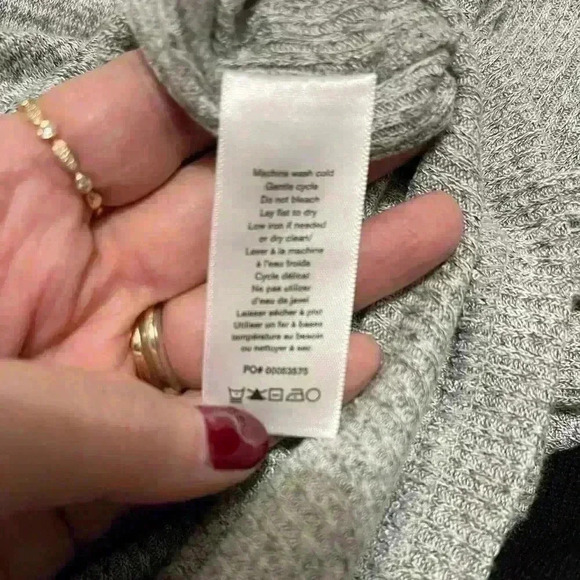 Machine wash cold
Gentle cycle
Do not bleach
Lay flat to dry
Low iron if needed
or dry clean/
Laver à la machine
à l'eau froide
Cycle délicat
Ne pas utiliser
d'eau de javel
Laisser sécher à plat
Utiliser un fer à basse
température au besoin
ou nettoyer à sec
PO# 00083575